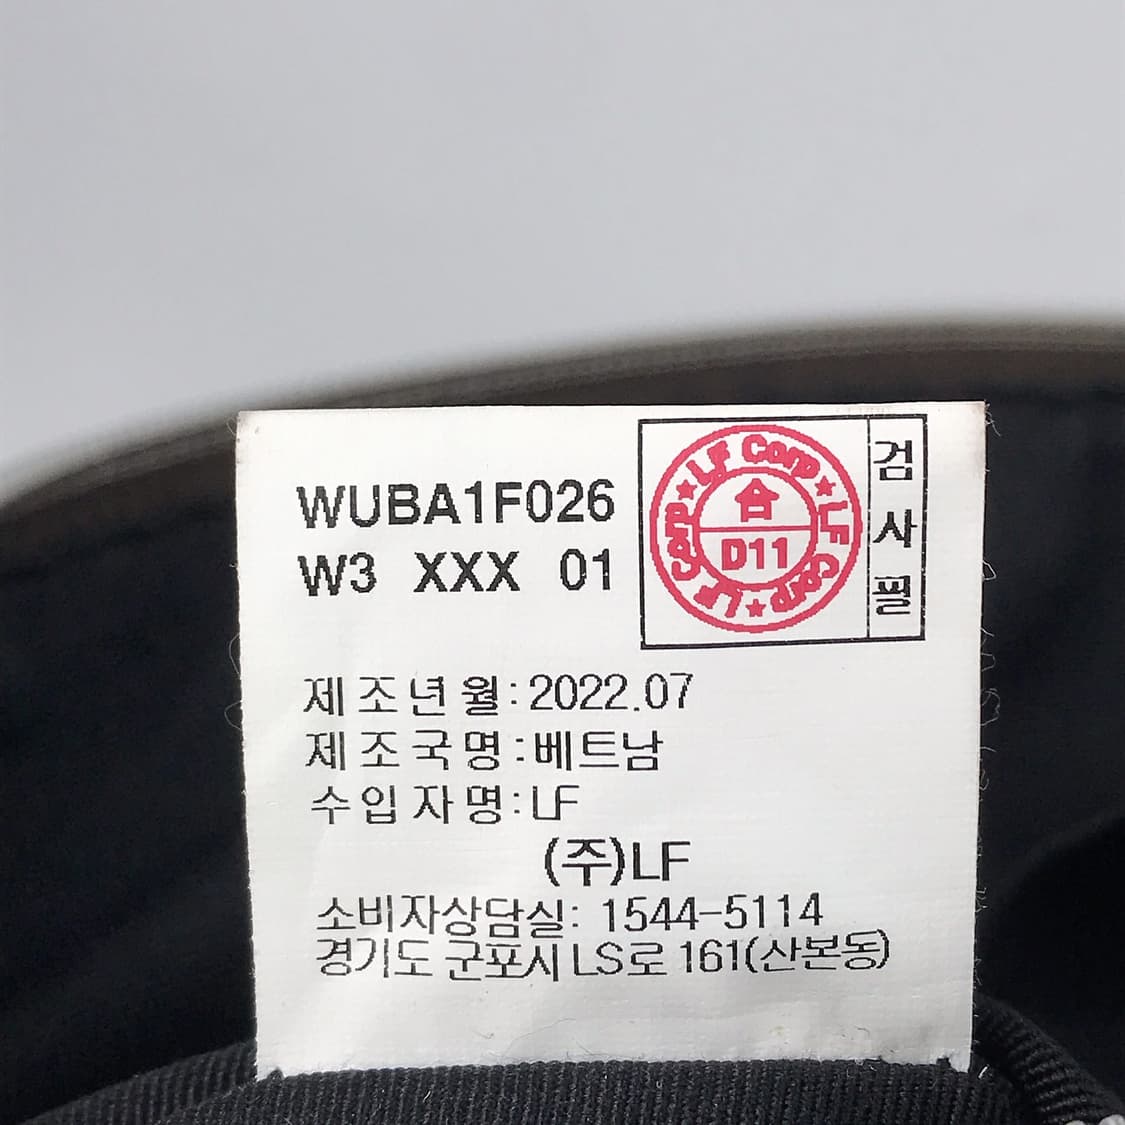 WUBA1F026
W3 XXX 01
LF Corp ★ LF Corp ★ LF Corp ★
合
D11
검사필
제조년월:2022.07
제조국명:베트남
수입자명:LF
(주)LF
소비자상담실: 1544-5114
경기도 군포시 LS로 161(산본동)